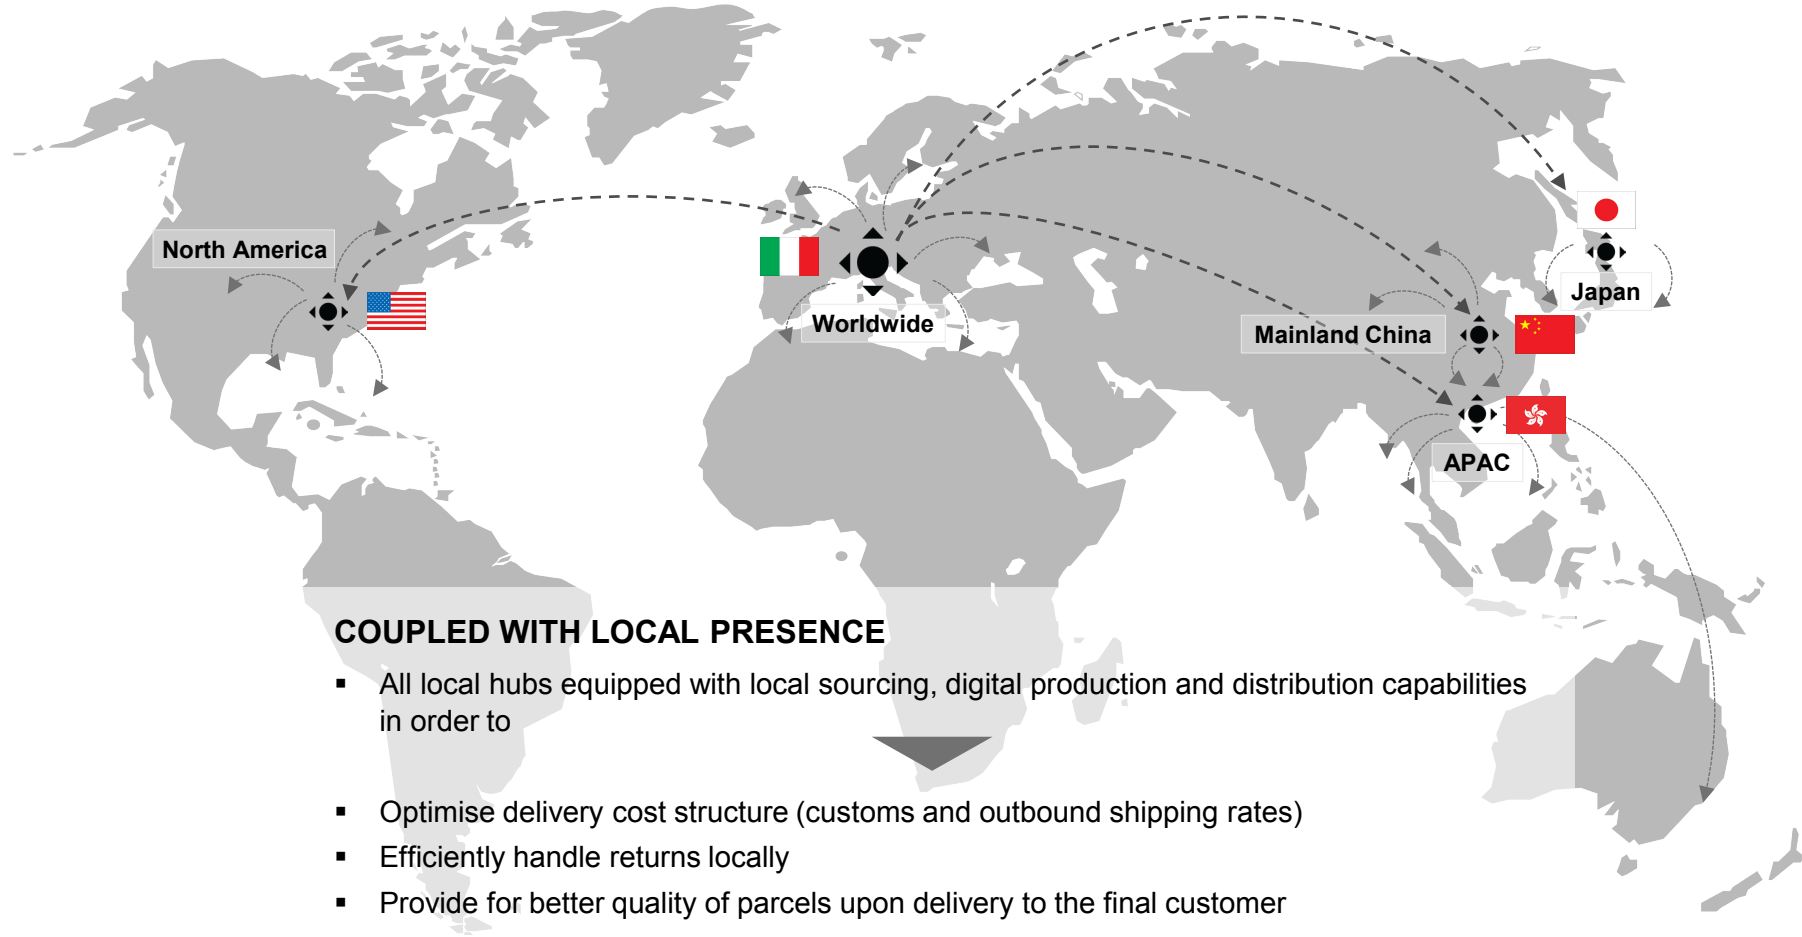 North America
Worldwide
Japan
Mainland China
APAC
COUPLED WITH LOCAL PRESENCE
▪ All local hubs equipped with local sourcing, digital production and distribution capabilities
in order to
▪ Optimise delivery cost structure (customs and outbound shipping rates)
▪ Efficiently handle returns locally
▪ Provide for better quality of parcels upon delivery to the final customer